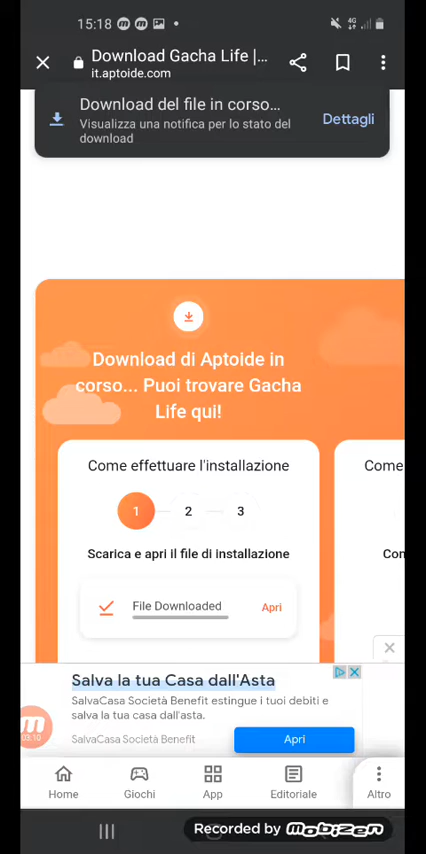 15:18
4G
Download Gacha Life |...
it.aptoide.com
Download del file in corso...
Visualizza una notifica per lo stato del
download
Dettagli
Download di Aptoide in
corso... Puoi trovare Gacha
Life qui!
Come effettuare l'installazione
Come
1 2 3
Scarica e apri il file di installazione
Con
File Downloaded
Apri
Salva la tua Casa dall'Asta
SalvaCasa Società Benefit estingue i tuoi debiti e
salva la tua casa dall'asta.
SalvaCasa Società Benefit
Apri
Home Giochi App Editoriale Altro
Recorded by mobizen